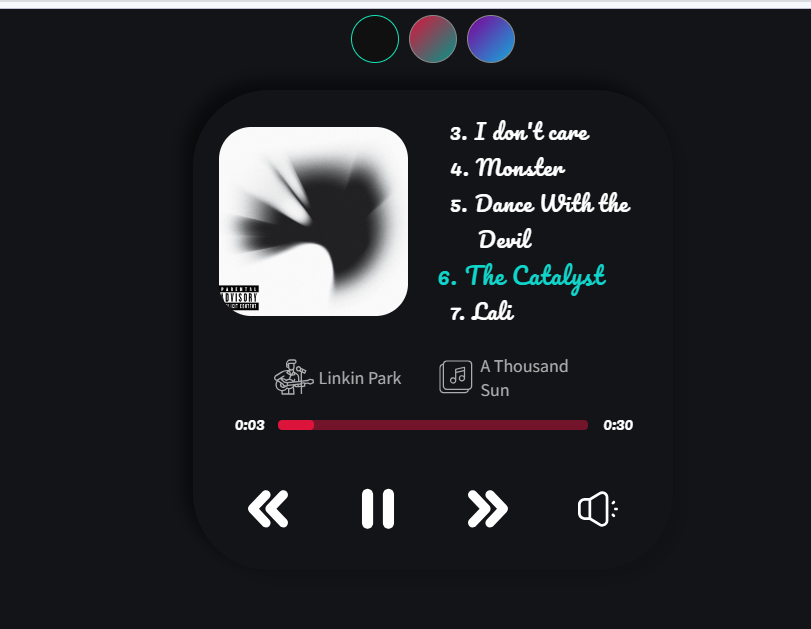 3. I don't care
4. Monster
5. Dance With the
Devil
6. The Catalyst
7. Lali
PARENTAL
ADVISORY
EXPLICIT CONTENT
Linkin Park
A Thousand
Sun
0:03
0:30